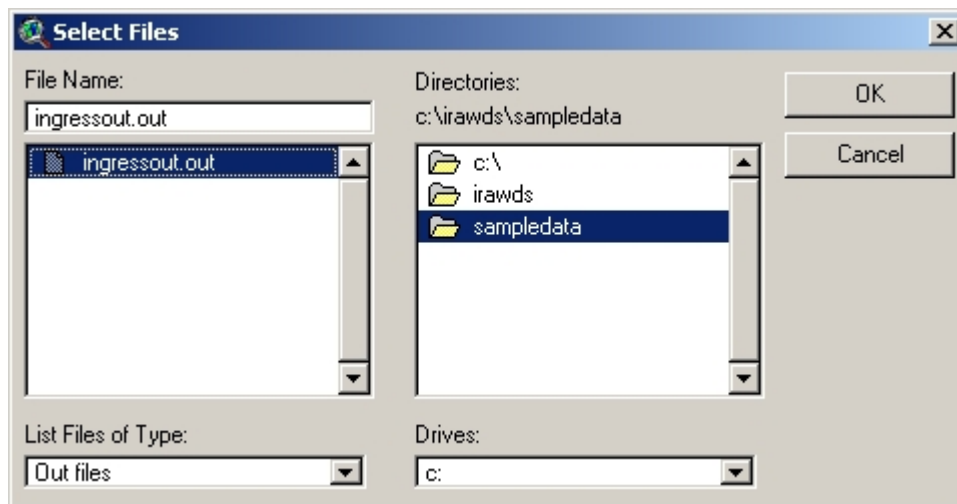 Select Files
File Name:
ingressout.out
ingressout.out
List Files of Type:
Out files
Directories:
c:\irawds\sampledata
c:\
irawds
sampledata
Drives:
c:
OK
Cancel